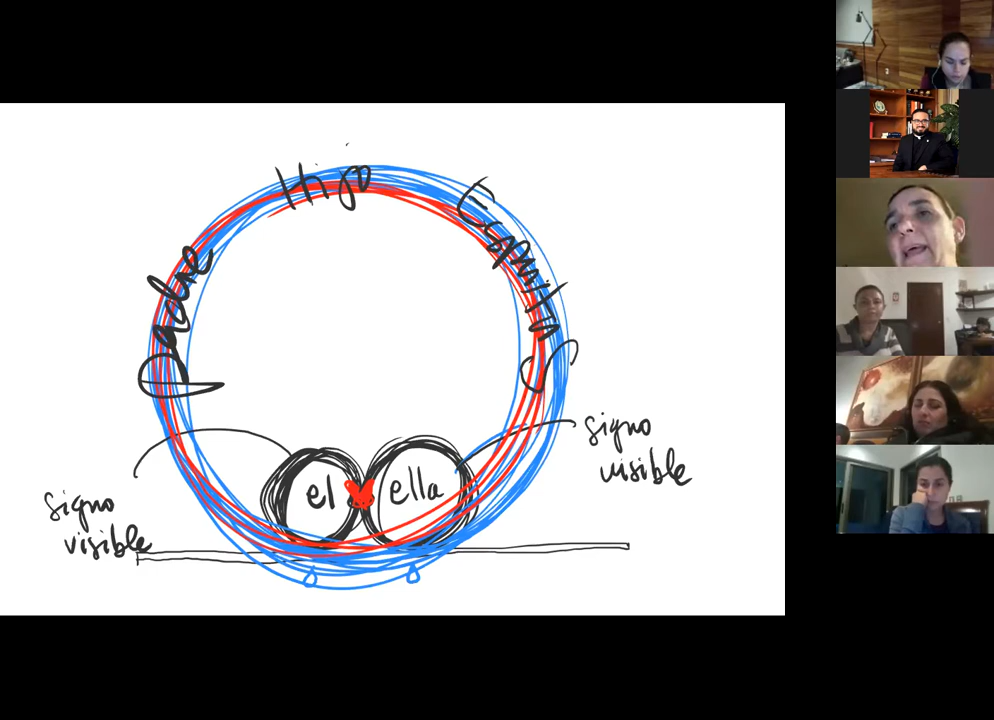 Padre
Hijo
Espíritu S
el
ella
signo
visible
signo
visible